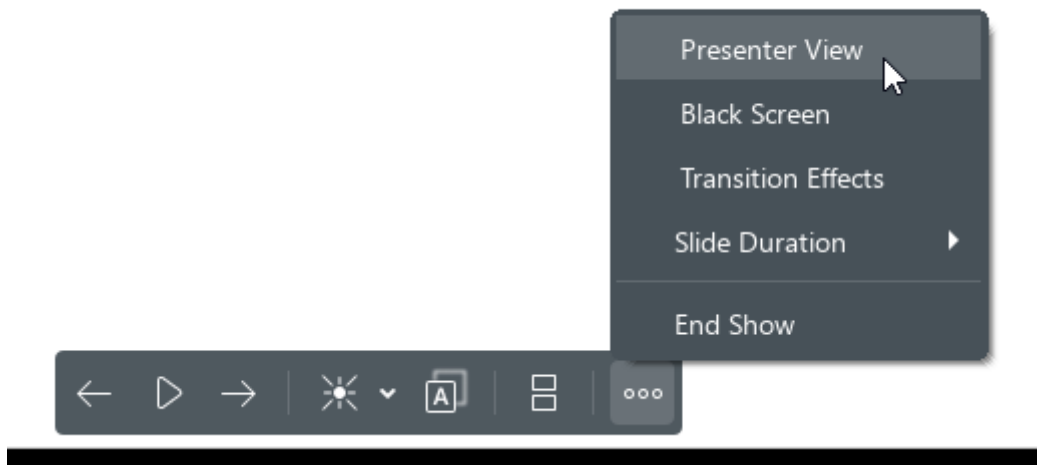 Presenter View
Black Screen
Transition Effects
Slide Duration
End Show
A